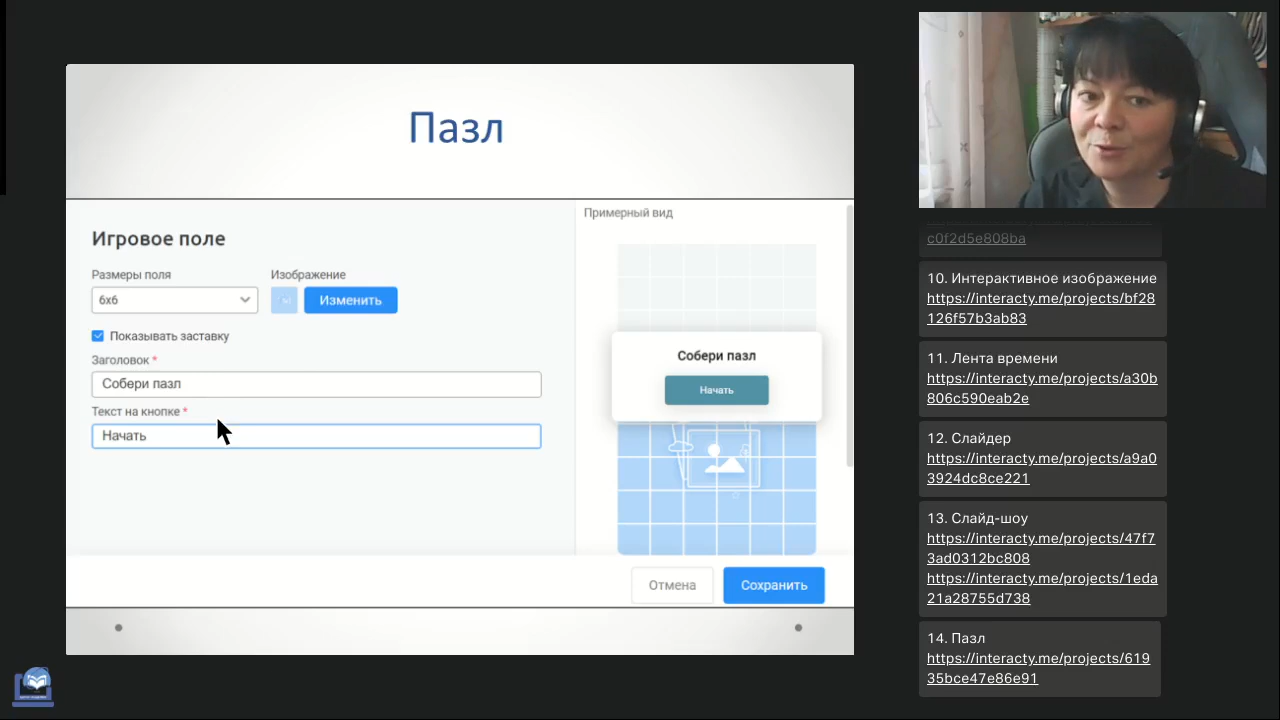 Пазл
Игровое поле
Размеры поля
Изображение
6x6
Изменить
Показывать заставку
Заголовок *
Собери пазл
Текст на кнопке *
Начать
Примерный вид
Собери пазл
Начать
Отмена
Сохранить
c0f2d5e808ba
10. Интерактивное изображение
https://interacty.me/projects/bf28
126f57b3ab83
11. Лента времени
https://interacty.me/projects/a30b
806c590eab2e
12. Слайдер
https://interacty.me/projects/a9a0
3924dc8ce221
13. Слайд-шоу
https://interacty.me/projects/47f7
3ad0312bc808
https://interacty.me/projects/1eda
21a28755d738
14. Пазл
https://interacty.me/projects/619
35bce47e86e91